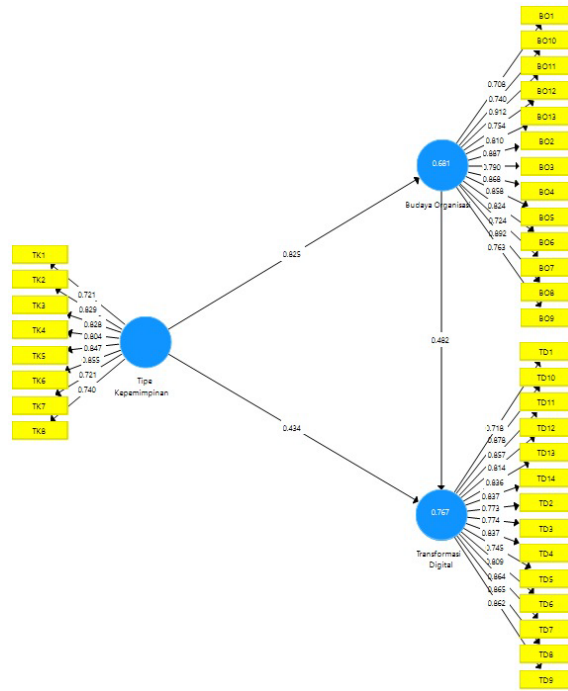 BO1
BO10
BO11
BO12
BO13
BO2
BO3
BO4
BO5
BO6
BO7
BO8
BO9
0.708
0.740
0.912
0.754
0.810
0.887
0.790
0.868
0.858
0.824
0.724
0.892
0.763
0.681
Budaya Organisasi
0.825
0.482
0.434
TK1
TK2
TK3
TK4
TK5
TK6
TK7
TK8
0.721
0.829
0.828
0.804
0.847
0.855
0.721
0.740
Tipe
Kepemimpinan
TD1
TD10
TD11
TD12
TD13
TD14
TD2
TD3
TD4
TD5
TD6
TD7
TD8
TD9
0.718
0.878
0.857
0.814
0.836
0.837
0.773
0.774
0.837
0.745
0.809
0.864
0.865
0.862
0.767
Transformasi
Digital